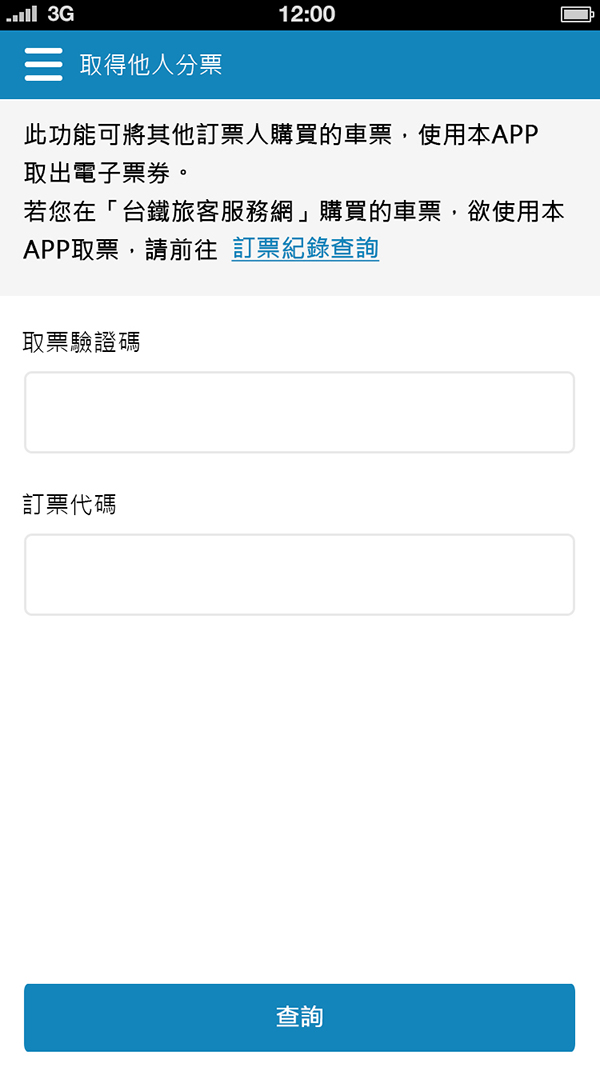 3G 12:00
取得他人分票
此功能可將其他訂票人購買的車票，使用本APP
取出電子票券。
若您在「台鐵旅客服務網」購買的車票，欲使用本
APP取票，請前往 訂票紀錄查詢
取票驗證碼
訂票代碼
查詢